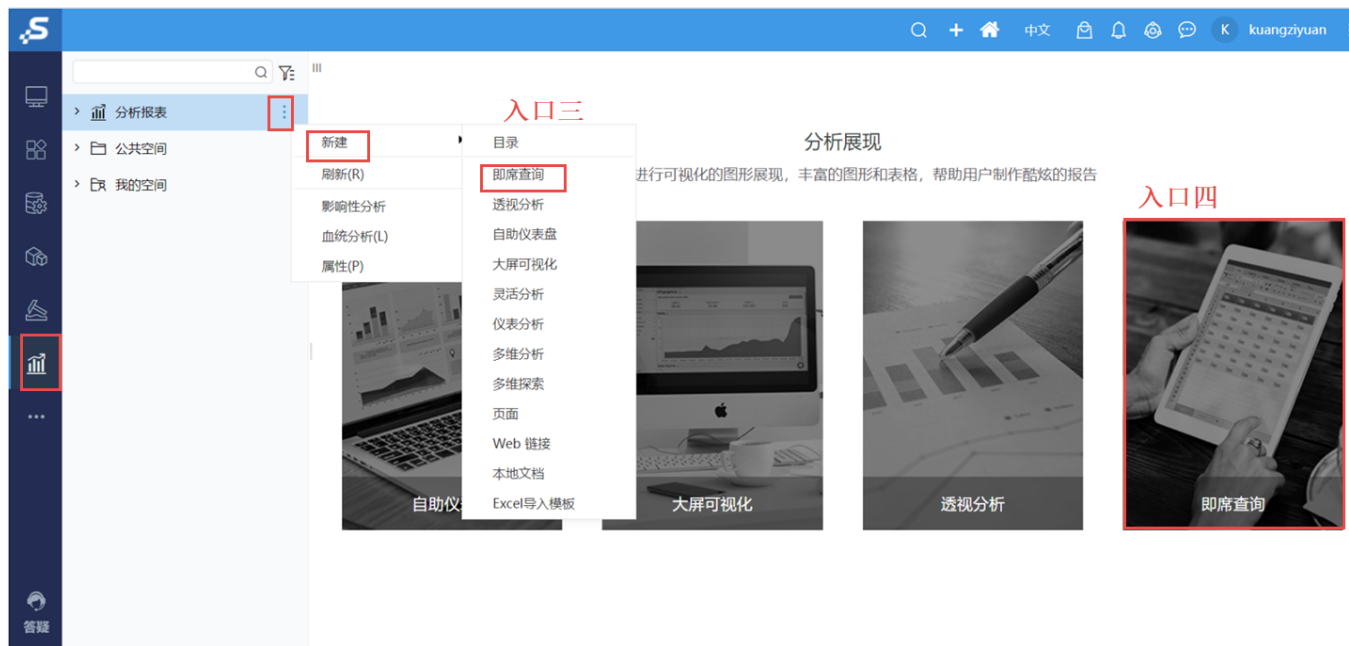 S
中文
K
kuangziyuan
分析报表
公共空间
我的空间
入口三
新建
刷新(R)
影响性分析
血统分析(L)
属性(P)
目录
即席查询
透视分析
自助仪表盘
大屏可视化
灵活分析
仪表分析
多维分析
多维探索
页面
Web 链接
本地文档
Excel导入模板
分析展现
进行可视化的图形展现，丰富的图形和表格，帮助用户制作酷炫的报告
入口四
自助仪
大屏可视化
透视分析
即席查询
答疑